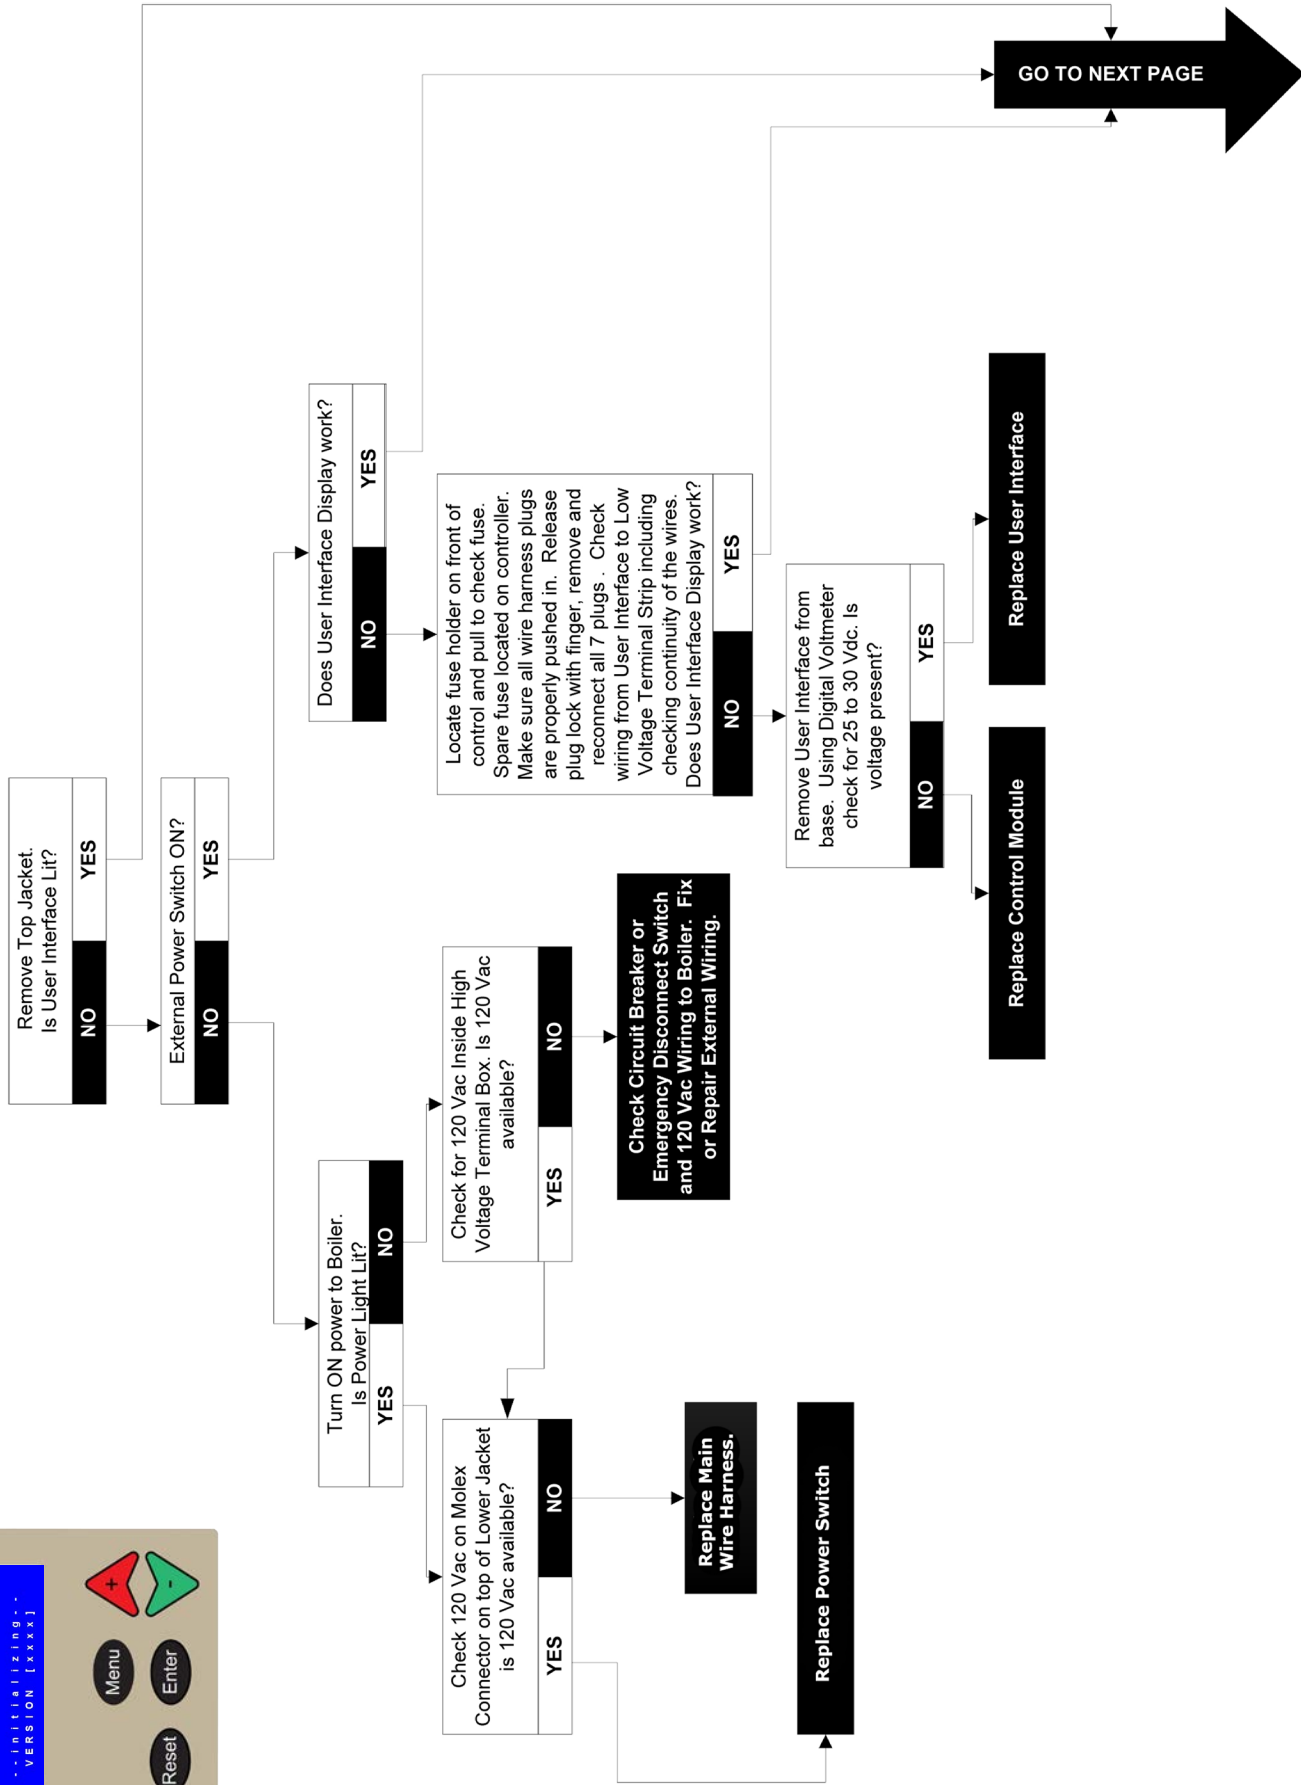 --initializing--
VERSION [xxxx]
Menu
Reset
Enter
+
-
Remove Top Jacket.
Is User Interface Lit?
NO
YES
External Power Switch ON?
NO
YES
Turn ON power to Boiler.
Is Power Light Lit?
YES
NO
Does User Interface Display work?
NO
YES
Check 120 Vac on Molex
Connector on top of Lower Jacket
is 120 Vac available?
YES
NO
Check for 120 Vac Inside High
Voltage Terminal Box. Is 120 Vac
available?
YES
NO
Locate fuse holder on front of
control and pull to check fuse.
Spare fuse located on controller.
Make sure all wire harness plugs
are properly pushed in. Release
plug lock with finger, remove and
reconnect all 7 plugs . Check
wiring from User Interface to Low
Voltage Terminal Strip including
checking continuity of the wires.
Does User Interface Display work?
NO
YES
Check Circuit Breaker or
Emergency Disconnect Switch
and 120 Vac Wiring to Boiler. Fix
or Repair External Wiring.
Replace Main
Wire Harness.
Replace Power Switch
Remove User Interface from
base. Using Digital Voltmeter
check for 25 to 30 Vdc. Is
voltage present?
NO
YES
Replace Control Module
Replace User Interface
GO TO NEXT PAGE